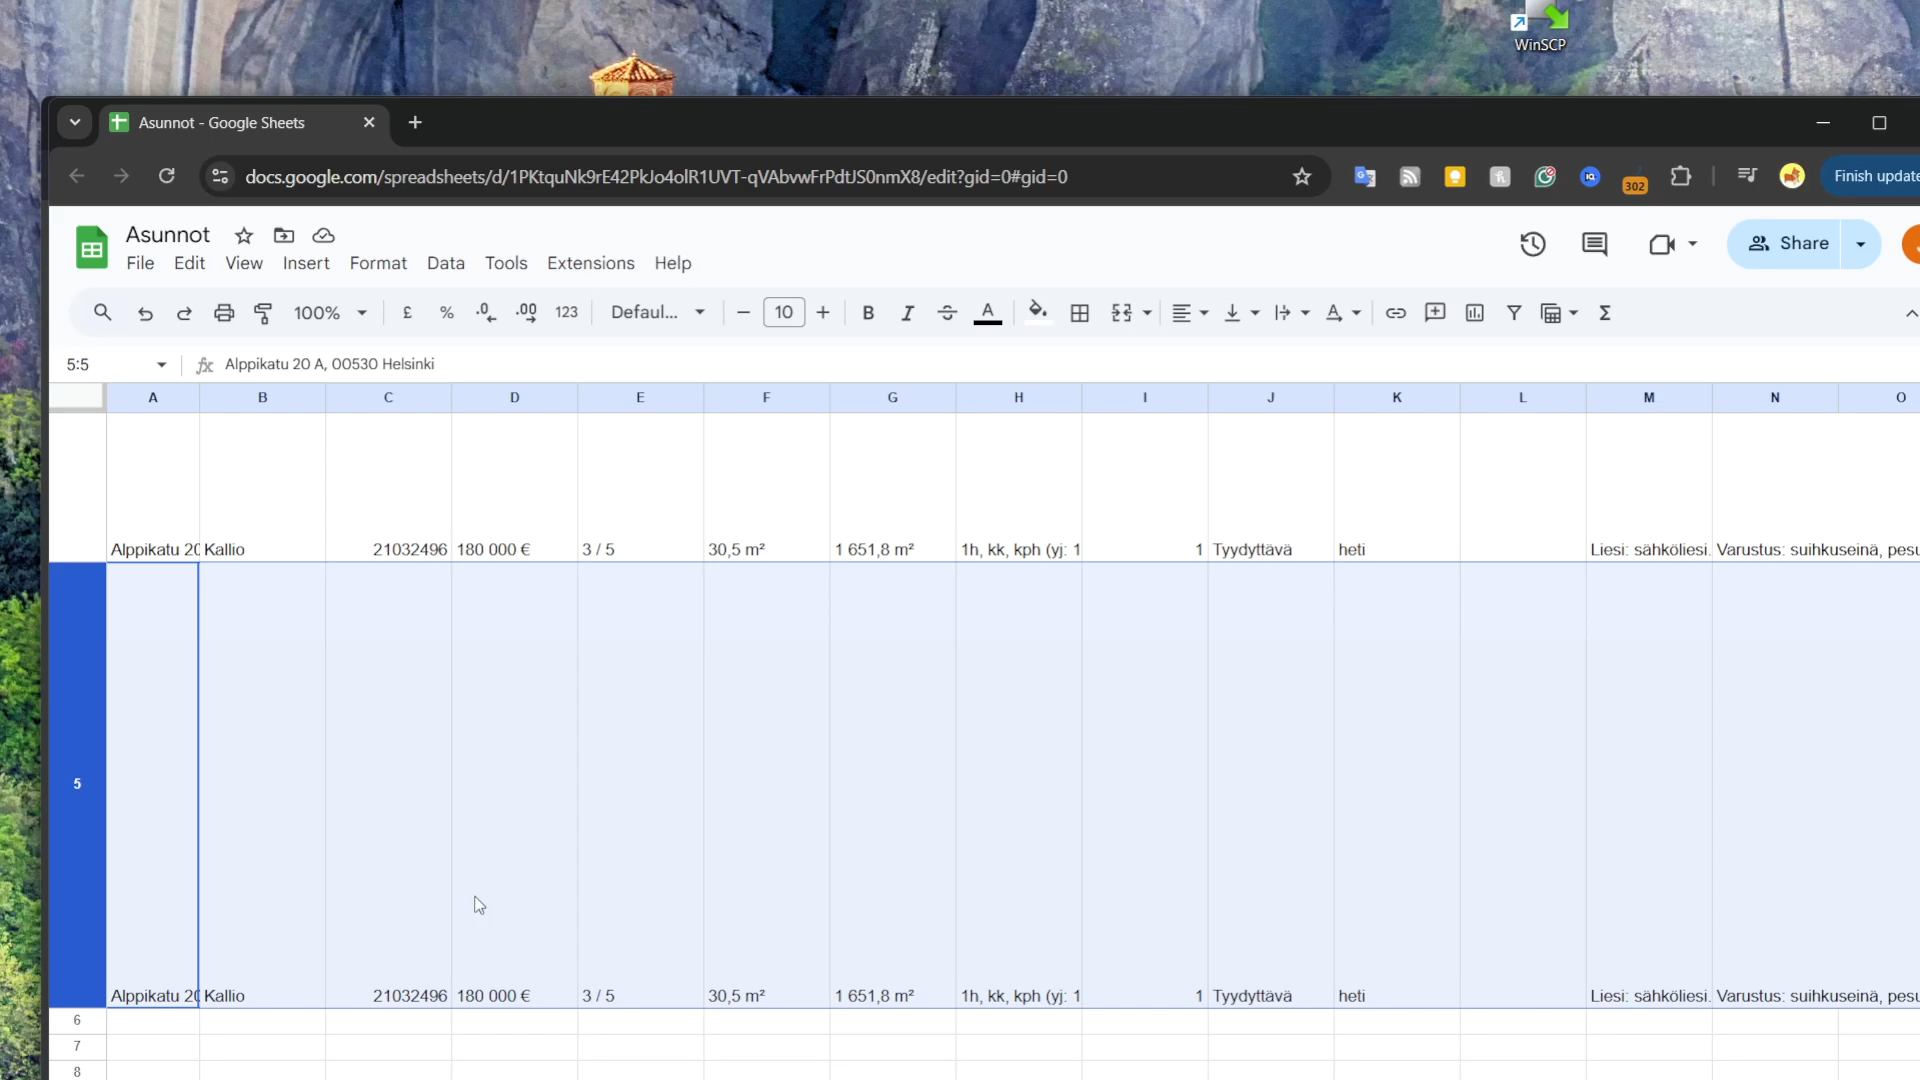 WinSCP
Asunnot - Google Sheets
docs.google.com/spreadsheets/d/1PKtquNk9rE42PkJo4olR1UVT-qVAbvwFrPdtJS0nmX8/edit?gid=0#gid=0
302
Finish update
Asunnot
Share
File Edit View Insert Format Data Tools Extensions Help
100% £ % .0 .00 123 Defaul... 10 B I A A Σ
5:5 fx Alppikatu 20 A, 00530 Helsinki
A B C D E F G H I J K L M N O
Alppikatu 20 Kallio 21032496 180 000 € 3 / 5 30,5 m² 1 651,8 m² 1h, kk, kph (yj: 1 1 Tyydyttävä heti Liesi: sähköliesi. Varustus: suihkuseinä, pesu
5
Alppikatu 20 Kallio 21032496 180 000 € 3 / 5 30,5 m² 1 651,8 m² 1h, kk, kph (yj: 1 1 Tyydyttävä heti Liesi: sähköliesi. Varustus: suihkuseinä, pesu
6
7
8